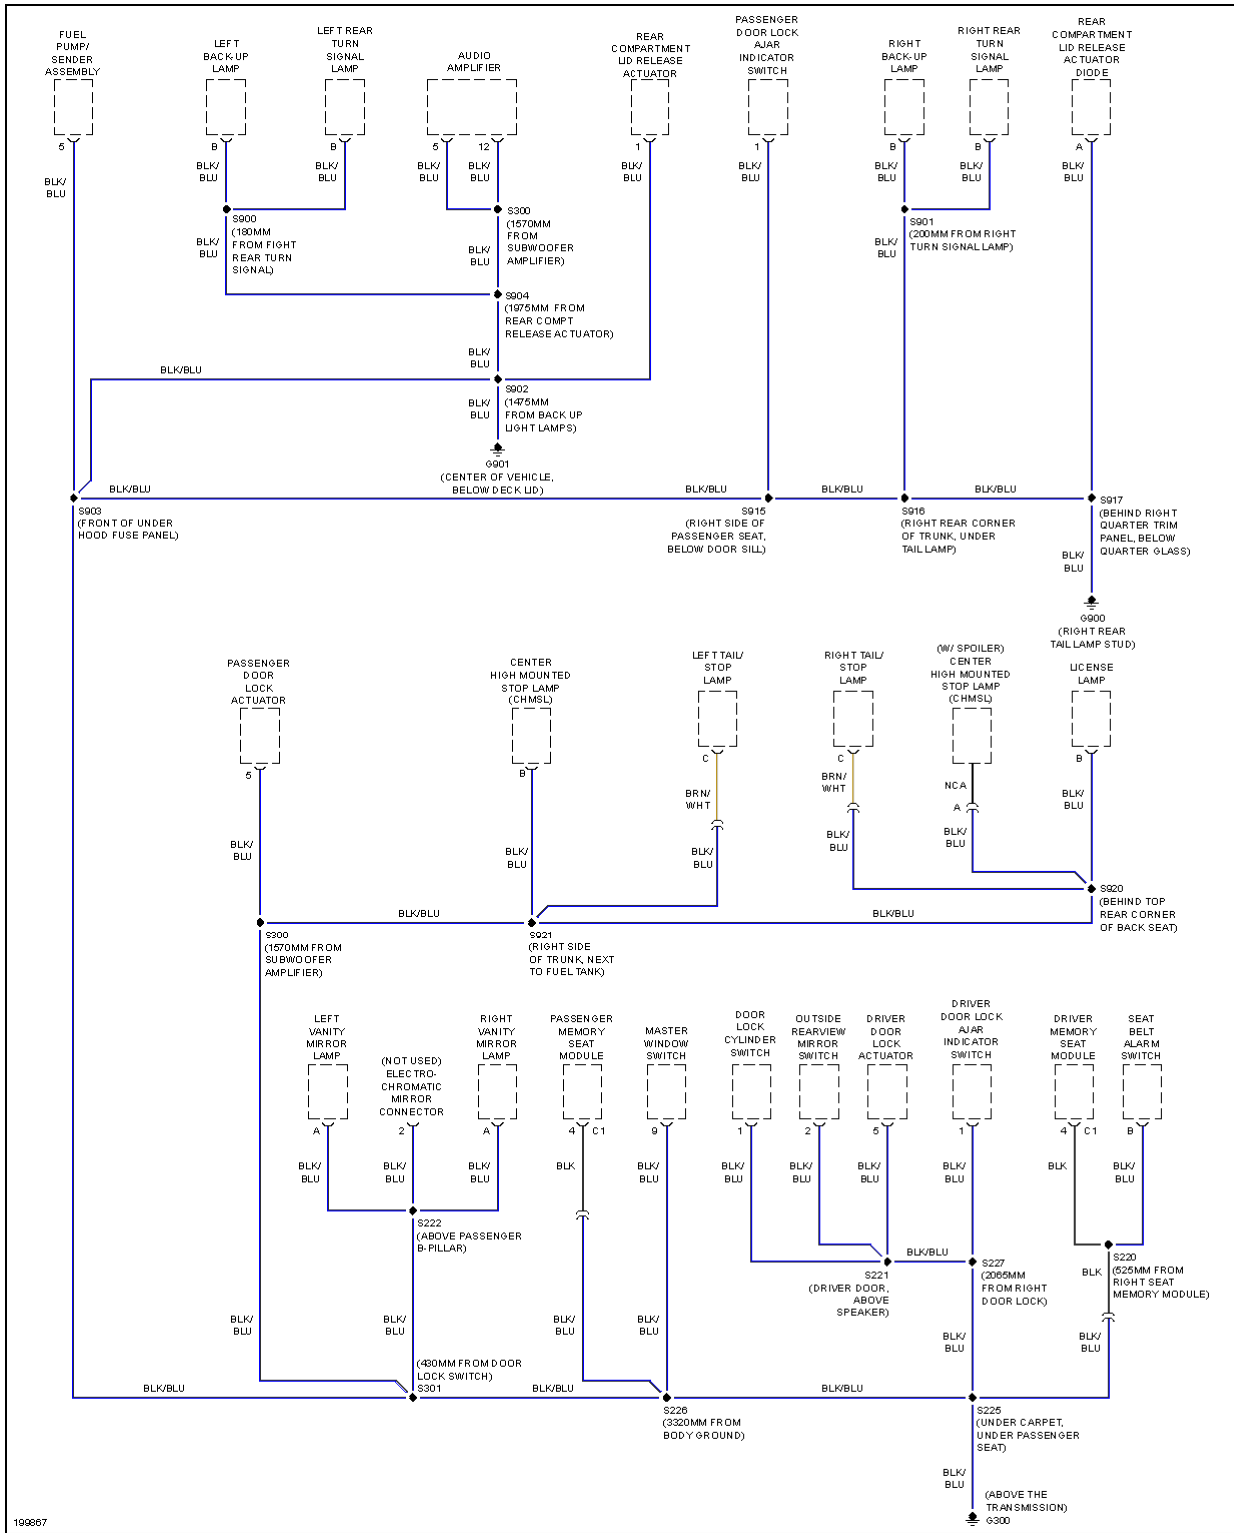 FUEL
PUMP/
SENDER
ASSEMBLY
LEFT
BACK-UP
LAMP
LEFT REAR
TURN
SIGNAL
LAMP
AUDIO
AMPLIFIER
REAR
COMPARTMENT
LID RELEASE
ACTUATOR
PASSENGER
DOOR LOCK
AJAR
INDICATOR
SWITCH
RIGHT
BACK-UP
LAMP
RIGHT REAR
TURN
SIGNAL
LAMP
REAR
COMPARTMENT
LID RELEASE
ACTUATOR
DIODE
5
B
B
5
12
1
1
B
B
A
BLK/
BLU
BLK/
BLU
BLK/
BLU
BLK/
BLU
BLK/
BLU
BLK/
BLU
BLK/
BLU
BLK/
BLU
BLK/
BLU
BLK/
BLU
S900
(180MM
FROM FIGHT
REAR TURN
SIGNAL)
BLK/
BLU
S300
(1570MM
FROM
SUBWOOFER
AMPLIFIER)
BLK/
BLU
S901
(200MM FROM RIGHT
TURN SIGNAL LAMP)
BLK/
BLU
S904
(1975MM FROM
REAR COMPT
RELEASE ACTUATOR)
BLK/
BLU
BLK/BLU
S902
(1475MM
FROM BACK UP
LIGHT LAMPS)
BLK/
BLU
G901
(CENTER OF VEHICLE,
BELOW DECK LID)
BLK/BLU
BLK/BLU
BLK/BLU
BLK/BLU
S903
(FRONT OF UNDER
HOOD FUSE PANEL)
S915
(RIGHT SIDE OF
PASSENGER SEAT,
BELOW DOOR SILL)
S916
(RIGHT REAR CORNER
OF TRUNK, UNDER
TAIL LAMP)
S917
(BEHIND RIGHT
QUARTER TRIM
PANEL, BELOW
QUARTER GLASS)
BLK/
BLU
G900
(RIGHT REAR
TAIL LAMP STUD)
PASSENGER
DOOR
LOCK
ACTUATOR
CENTER
HIGH MOUNTED
STOP LAMP
(CHMSL)
LEFT TAIL/
STOP
LAMP
RIGHT TAIL/
STOP
LAMP
(W/ SPOILER)
CENTER
HIGH MOUNTED
STOP LAMP
(CHMSL)
LICENSE
LAMP
5
B
C
C
B
BRN/
WHT
BRN/
WHT
NCA
A
BLK/
BLU
BLK/
BLU
BLK/
BLU
BLK/
BLU
BLK/
BLU
BLK/
BLU
BLK/BLU
BLK/BLU
S920
(BEHIND TOP
REAR CORNER
OF BACK SEAT)
S300
(1570MM FROM
SUBWOOFER
AMPLIFIER)
S921
(RIGHT SIDE
OF TRUNK, NEXT
TO FUEL TANK)
LEFT
VANITY
MIRROR
LAMP
(NOT USED)
ELECTRO-
CHROMATIC
MIRROR
CONNECTOR
RIGHT
VANITY
MIRROR
LAMP
PASSENGER
MEMORY
SEAT
MODULE
MASTER
WINDOW
SWITCH
DOOR
LOCK
CYLINDER
SWITCH
OUTSIDE
REARVIEW
MIRROR
SWITCH
DRIVER
DOOR
LOCK
ACTUATOR
DRIVER
DOOR LOCK
AJAR
INDICATOR
SWITCH
DRIVER
MEMORY
SEAT
MODULE
SEAT
BELT
ALARM
SWITCH
A
2
A
4
C1
9
1
2
5
1
4
C1
B
BLK/
BLU
BLK/
BLU
BLK/
BLU
BLK
BLK/
BLU
BLK/
BLU
BLK/
BLU
BLK/
BLU
BLK/
BLU
BLK
BLK/
BLU
S222
(ABOVE PASSENGER
B-PILLAR)
BLK/BLU
S221
(DRIVER DOOR,
ABOVE
SPEAKER)
S227
(2065MM
FROM RIGHT
DOOR LOCK)
S220
(525MM FROM
RIGHT SEAT
MEMORY MODULE)
BLK
BLK/
BLU
BLK/
BLU
BLK/
BLU
BLK/
BLU
BLK/
BLU
BLK/
BLU
(430MM FROM DOOR
LOCK SWITCH)
S301
BLK/BLU
BLK/BLU
BLK/BLU
S226
(3320MM FROM
BODY GROUND)
S225
(UNDER CARPET,
UNDER PASSENGER
SEAT)
BLK/
BLU
(ABOVE THE
TRANSMISSION)
G300
199867